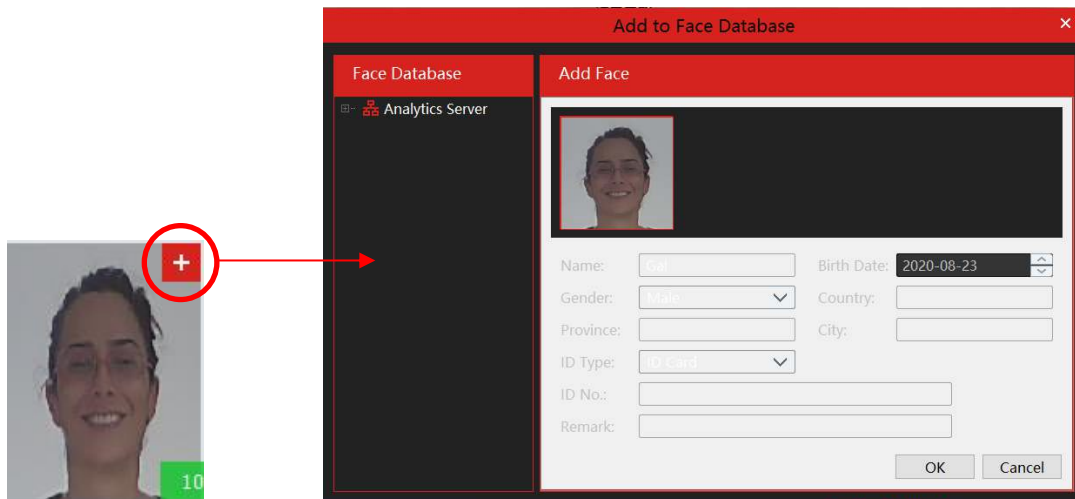 Add to Face Database
Face Database
Add Face
Analytics Server
+
10
Name: Gal
Birth Date: 2020-08-23
Gender: Male
Country:
Province:
City:
ID Type: ID Card
ID No.:
Remark:
OK
Cancel